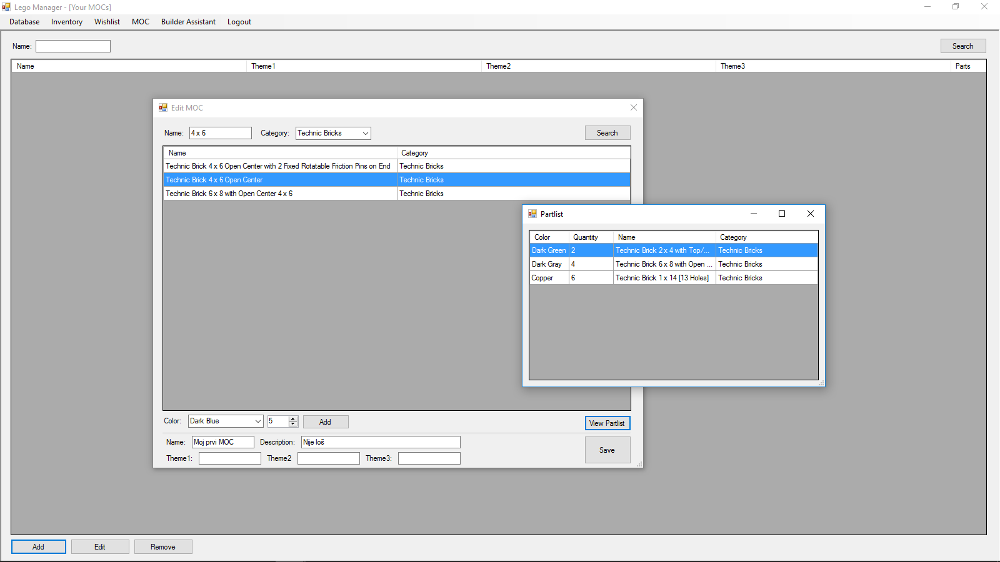 Lego Manager - [Your MOCs]
Database Inventory Wishlist MOC Builder Assistant Logout
Name: Search
Name Theme1 Theme2 Theme3 Parts
Edit MOC
Name: 4 x 6 Category: Technic Bricks Search
Name Category
Technic Brick 4 x 6 Open Center with 2 Fixed Rotatable Friction Pins on End Technic Bricks
Technic Brick 4 x 6 Open Center Technic Bricks
Technic Brick 6 x 8 with Open Center 4 x 6 Technic Bricks
Partlist
Color Quantity Name Category
Dark Green 2 Technic Brick 2 x 4 with Top/... Technic Bricks
Dark Gray 4 Technic Brick 6 x 8 with Open ... Technic Bricks
Copper 6 Technic Brick 1 x 14 [13 Holes] Technic Bricks
Color: Dark Blue 5 Add View Partlist
Name: Moj prvi MOC Description: Nije loš
Save
Theme1: Theme2 Theme3:
Add Edit Remove